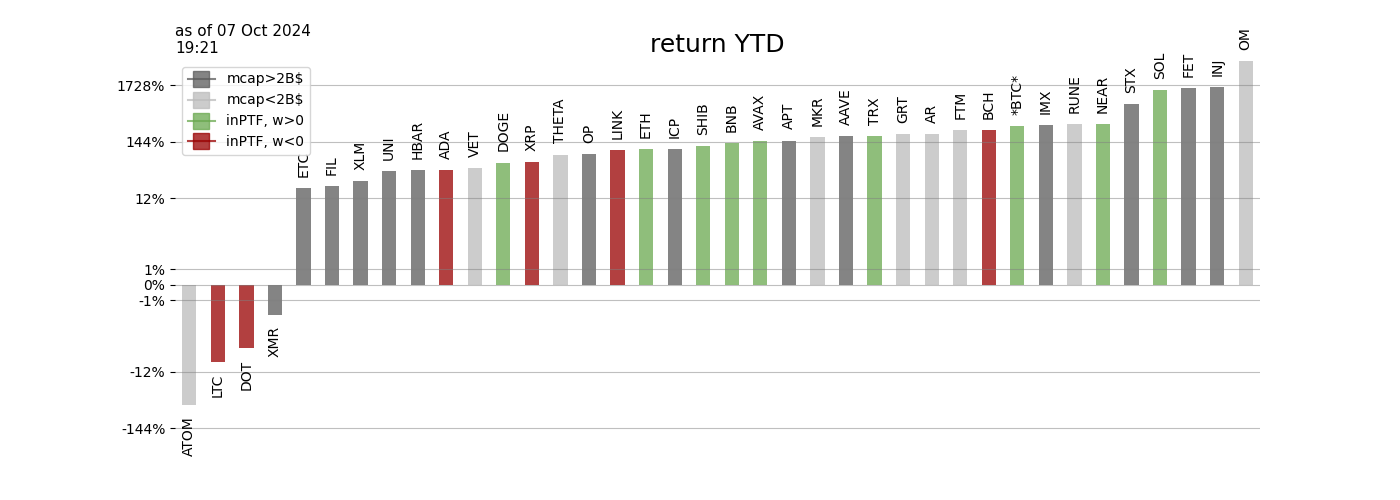 as of 07 Oct 2024
19:21
return YTD
mcap>2B$
mcap<2B$
inPTF, w>0
inPTF, w<0
1728%
144%
12%
1%
0%
-1%
-12%
-144%
ATOM
LTC
DOT
XMR
ETC
FIL
XLM
UNI
HBAR
ADA
VET
DOGE
XRP
THETA
OP
LINK
ETH
ICP
SHIB
BNB
AVAX
APT
MKR
AAVE
TRX
GRT
AR
FTM
BCH
*BTC*
IMX
RUNE
NEAR
STX
SOL
FET
INJ
OM